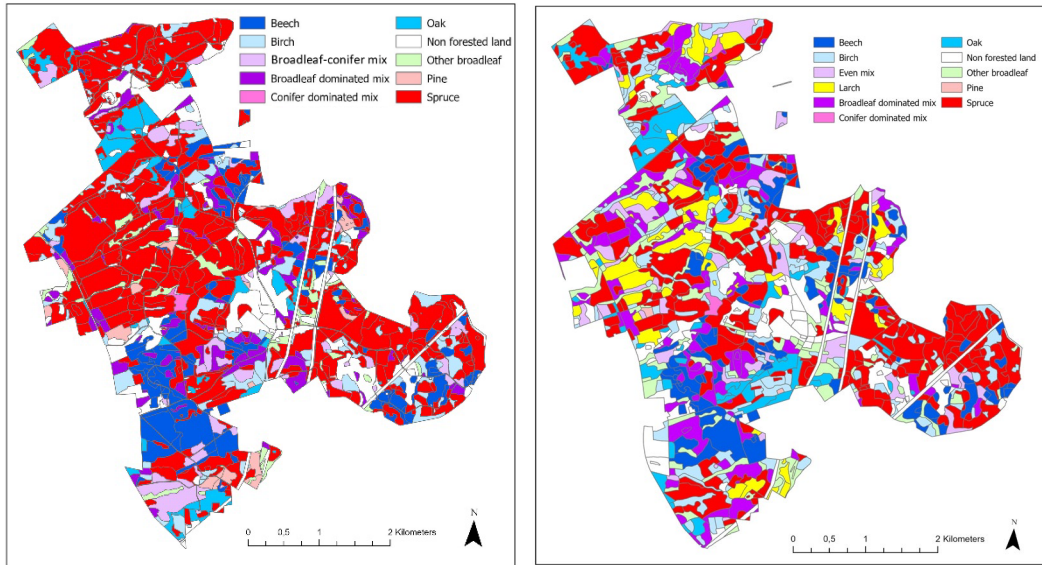 Beech
Birch
Broadleaf-conifer mix
Broadleaf dominated mix
Conifer dominated mix
Oak
Non forested land
Other broadleaf
Pine
Spruce
N
0 0,5 1 2 Kilometers
Beech
Birch
Even mix
Larch
Broadleaf dominated mix
Conifer dominated mix
Oak
Non forested land
Other broadleaf
Pine
Spruce
N
0 0,5 1 2 Kilometers